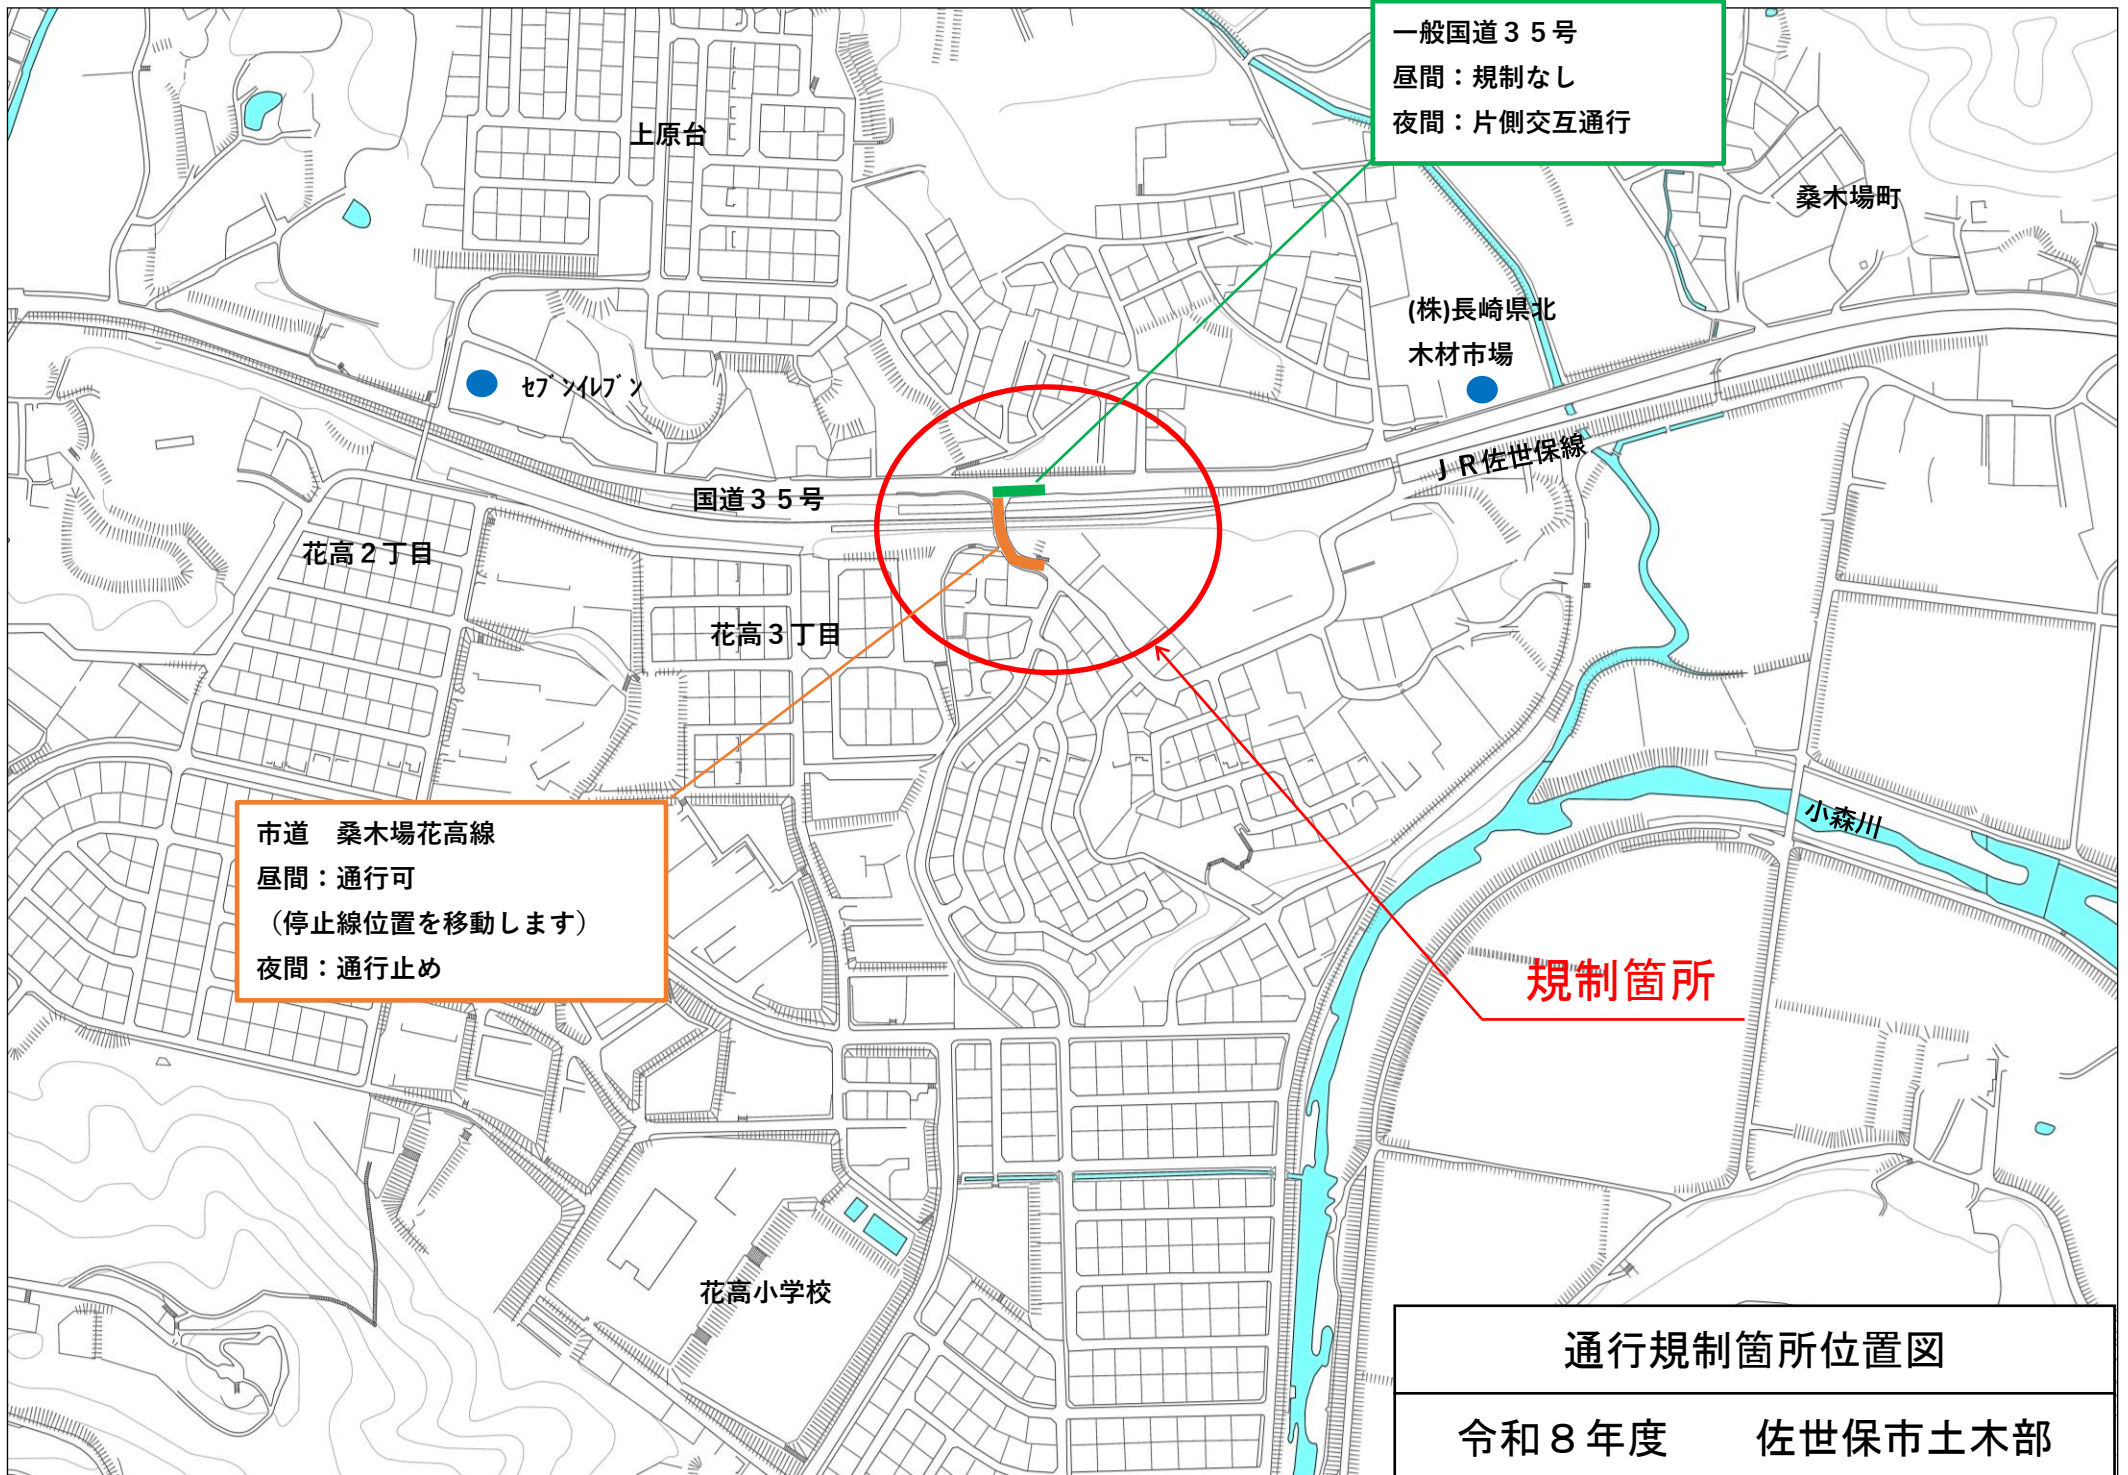 一般国道３５号
昼間：規制なし
夜間：片側交互通行
上原台
桑木場町
(株)長崎県北
木材市場
ｾﾌﾞﾝｲﾚﾌﾞﾝ
ＪＲ佐世保線
国道３５号
花高２丁目
花高３丁目
市道　桑木場花高線
昼間：通行可
（停止線位置を移動します）
夜間：通行止め
小森川
規制箇所
花高小学校
通行規制箇所位置図
令和８年度　　佐世保市土木部